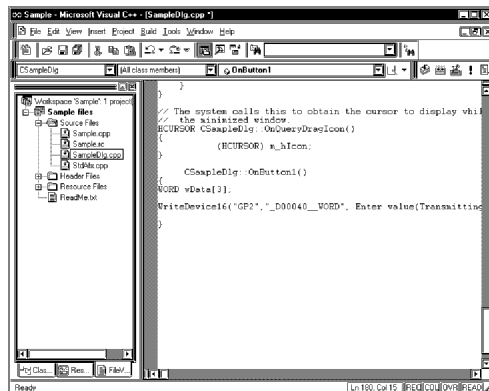 Sample - Microsoft Visual C++ - [SampleDlg.cpp *]
File Edit View Insert Project Build Tools Window Help
CSampleDlg
(All class members)
OnButton1
Workspace 'Sample': 1 project(
Sample files
Source Files
Sample.cpp
Sample.rc
SampleDlg.cpp
StdAfx.cpp
Header Files
Resource Files
ReadMe.txt
}
}
// The system calls this to obtain the cursor to display whil
// the minimized window.
HCURSOR CSampleDlg::OnQueryDragIcon()
{
(HCURSOR) m_hIcon;
}
CSampleDlg::OnButton1()
{
WORD wData[3];
WriteDevice16("GP2","_D00040__WORD", Enter value(Transmitting
}
Clas...
Res...
FileV...
Ready
Ln 180, Col 15 REC COL OVR READ